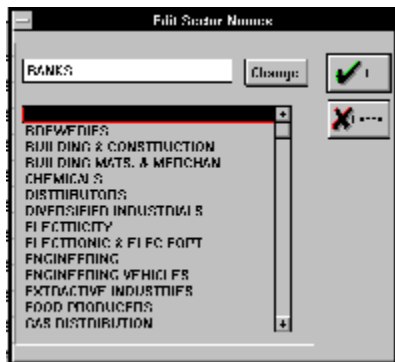 Edit Sector Names
BANKS
Change
BREWERIES
BUILDING & CONSTRUCTION
BUILDING MATS. & MERCHAN
CHEMICALS
DISTRIBUTORS
DIVERSIFIED INDUSTRIALS
ELECTRICITY
ELECTRONIC & ELEC EQPT
ENGINEERING
ENGINEERING VEHICLES
EXTRACTIVE INDUSTRIES
FOOD PRODUCERS
GAS DISTRIBUTION